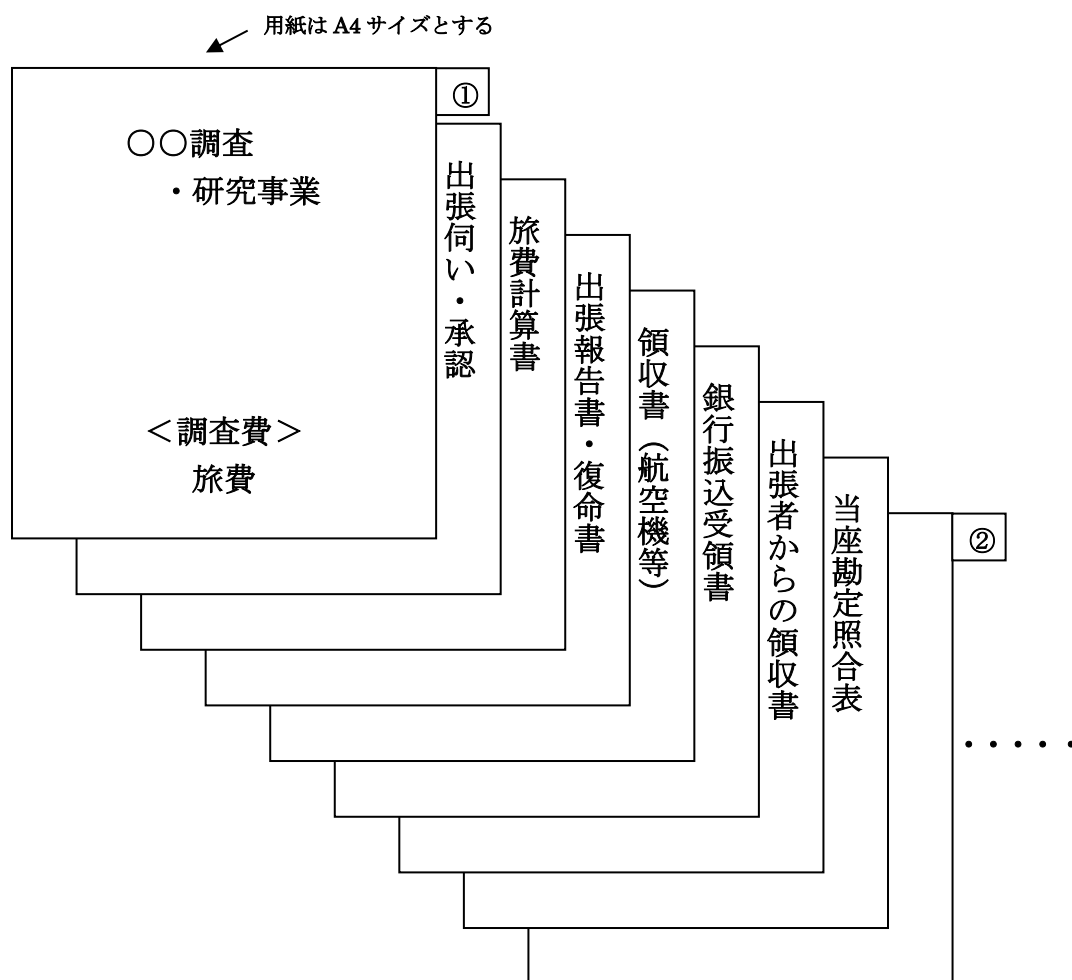 用紙は A4 サイズとする
①
〇〇調査
・研究事業
＜調査費＞
旅費
出張伺い・承認
旅費計算書
出張報告書・復命書
領収書（航空機等）
銀行振込受領書
出張者からの領収書
当座勘定照合表
②
・・・・・